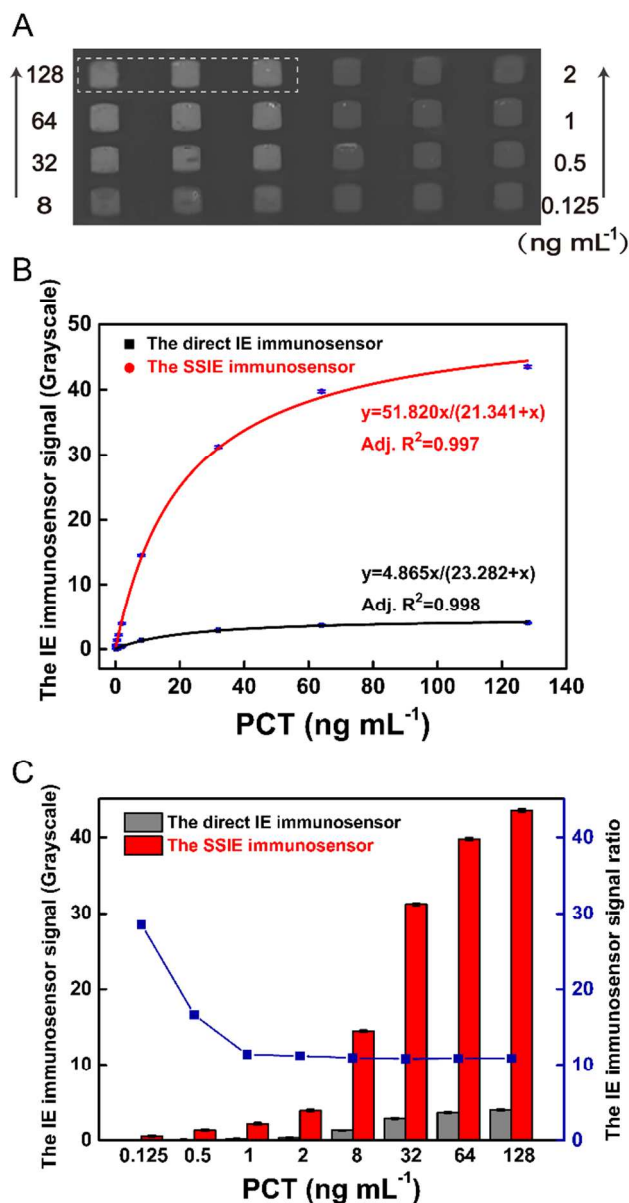 A
128
64
32
8
2
1
0.5
0.125
(ng mL⁻¹)
B
The IE immunosensor signal (Grayscale)
50
40
30
20
10
0
The direct IE immunosensor
The SSIE immunosensor
y=51.820x/(21.341+x)
Adj. R²=0.997
y=4.865x/(23.282+x)
Adj. R²=0.998
0 20 40 60 80 100 120 140
PCT (ng mL⁻¹)
C
The IE immunosensor signal (Grayscale)
40
30
20
10
0
The direct IE immunosensor
The SSIE immunosensor
40
30
20
10
0
The IE immunosensor signal ratio
0.125 0.5 1 2 8 32 64 128
PCT (ng mL⁻¹)